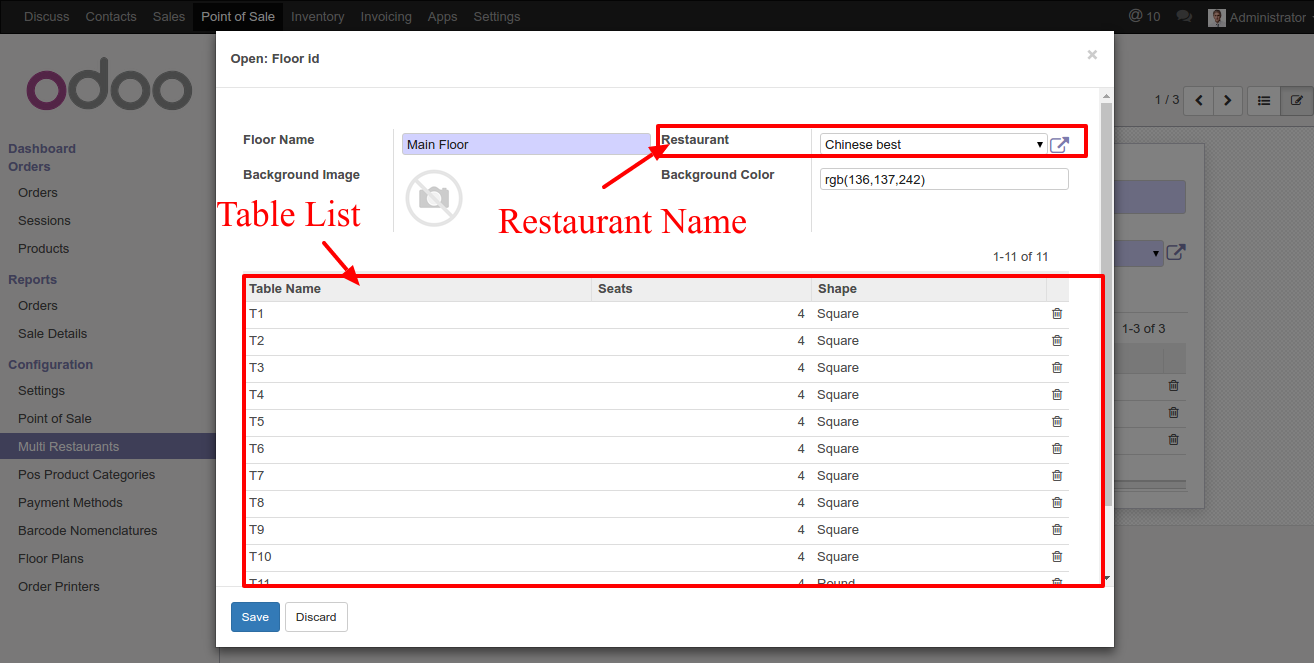 Discuss Contacts Sales Point of Sale Inventory Invoicing Apps Settings @ 10 Administrator
odoo
Open: Floor id ×
1 / 3
Dashboard
Orders
Orders
Sessions
Products
Reports
Orders
Sale Details
Configuration
Settings
Point of Sale
Multi Restaurants
Pos Product Categories
Payment Methods
Barcode Nomenclatures
Floor Plans
Order Printers
Floor Name Main Floor Restaurant Chinese best
Background Image Background Color rgb(136,137,242)
Table List Restaurant Name
1-11 of 11
Table Name Seats Shape
T1 4 Square
T2 4 Square
T3 4 Square
T4 4 Square
T5 4 Square
T6 4 Square
T7 4 Square
T8 4 Square
T9 4 Square
T10 4 Square
T11 4 Round
1-3 of 3
Save Discard